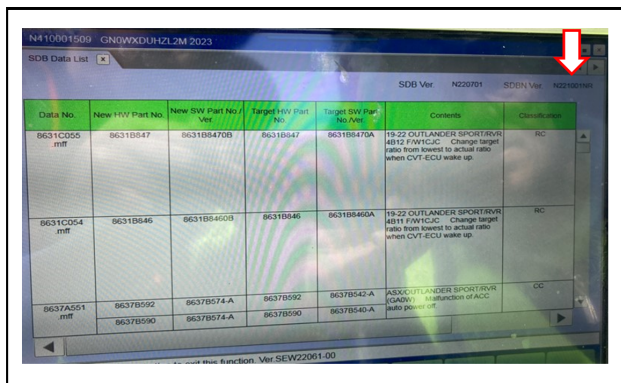 N410001509 GN0WXDUHZL2M 2023
SDB Data List
SDB Ver. N220701 SDBN Ver. N221001NR
Data No. New HW Part No. New SW Part No./Ver. Target HW Part No. Target SW Part No./Ver. Contents Classification
8631C055.mff 8631B847 8631B8470B 8631B847 8631B8470A 19-22 OUTLANDER SPORT/RVR RC
4B12 F/W1CJC Change target
ratio from lowest to actual ratio
when CVT-ECU wake up.
8631C054.mff 8631B846 8631B8460B 8631B846 8631B8460A 19-22 OUTLANDER SPORT/RVR RC
4B11 F/W1CJC Change target
ratio from lowest to actual ratio
when CVT-ECU wake up.
8637A551.mff 8637B592 8637B574-A 8637B592 8637B542-A ASX/OUTLANDER SPORT/RVR CC
(GA0W) Malfunction of ACC
8637B590 8637B574-A 8637B590 8637B540-A auto power off.
to exit this function. Ver.SEW22061-00